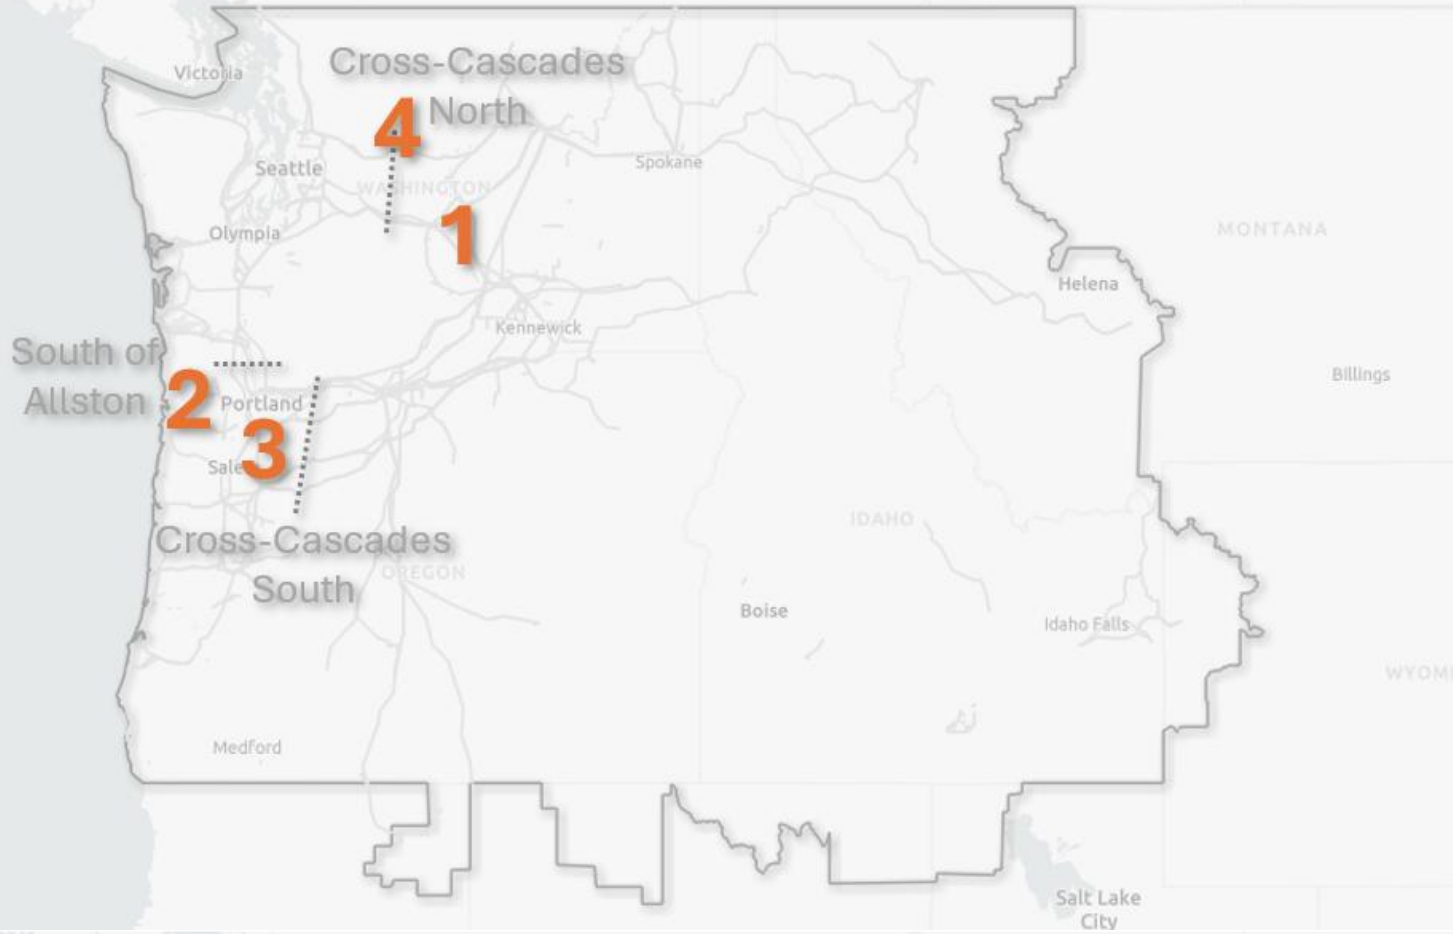 Cross-Cascades
Victoria
4 North
Seattle
Spokane
WASHINGTON
1
Olympia
MONTANA
Helena
Kennewick
South of
Allston
2
Portland
Billings
3
Sale
IDAHO
Cross-Cascades
South
OREGON
Boise
Idaho Falls
WYOMI
Medford
Salt Lake
City